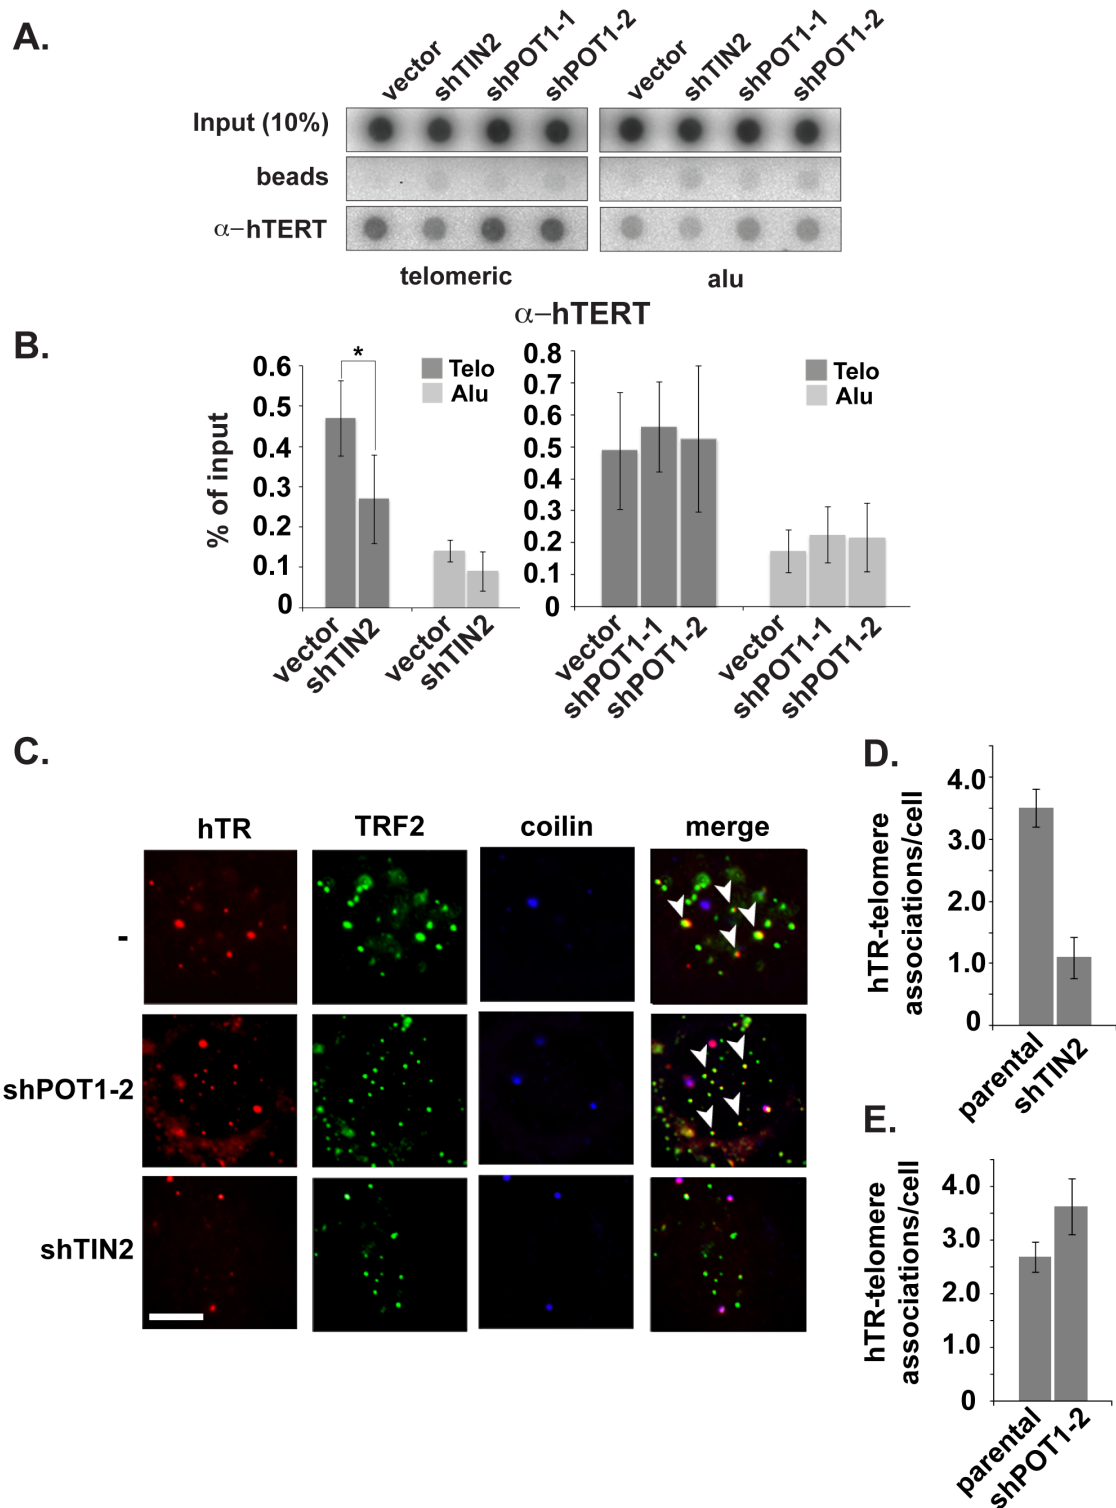 A.
vector shTIN2 shPOT1-1 shPOT1-2 vector shTIN2 shPOT1-1 shPOT1-2
Input (10%)
beads
α−hTERT
telomeric alu
α−hTERT
B.
% of input
0.6
0.5
0.4
0.3
0.2
0.1
0
*
Telo
Alu
vector shTIN2 vector shTIN2
0.8
0.7
0.6
0.5
0.4
0.3
0.2
0.1
0
Telo
Alu
vector shPOT1-1 shPOT1-2 vector shPOT1-1 shPOT1-2
C.
hTR TRF2 coilin merge
-
shPOT1-2
shTIN2
D.
hTR-telomere
associations/cell
4.0
3.0
2.0
1.0
0
parental shTIN2
E.
hTR-telomere
associations/cell
4.0
3.0
2.0
1.0
0
parental shPOT1-2